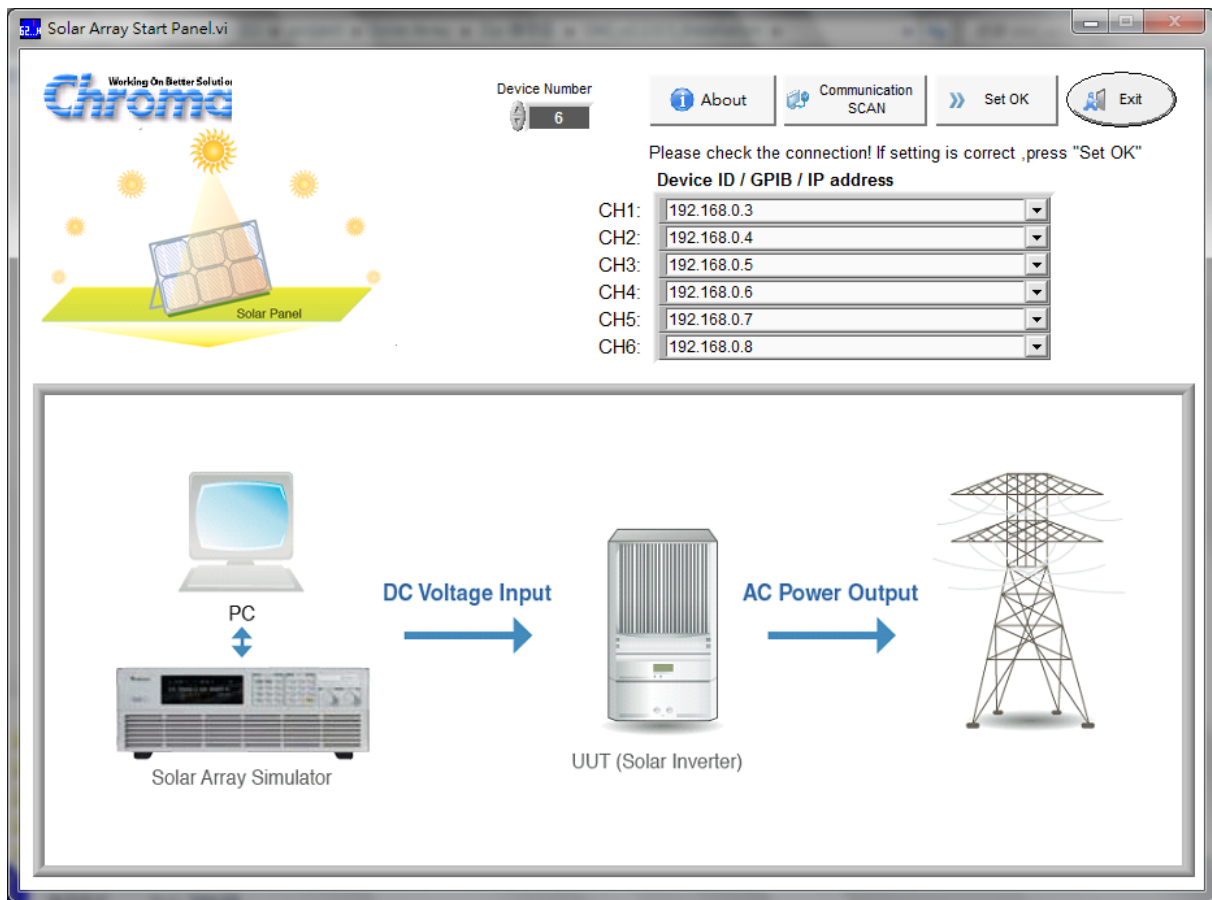 Solar Array Start Panel.vi
Working On Better Solution
Chroma
Device Number
6
About
Communication
SCAN
Set OK
Exit
Please check the connection! If setting is correct ,press "Set OK"
Device ID / GPIB / IP address
CH1: 192.168.0.3
CH2: 192.168.0.4
CH3: 192.168.0.5
CH4: 192.168.0.6
CH5: 192.168.0.7
CH6: 192.168.0.8
Solar Panel
DC Voltage Input
AC Power Output
PC
UUT (Solar Inverter)
Solar Array Simulator